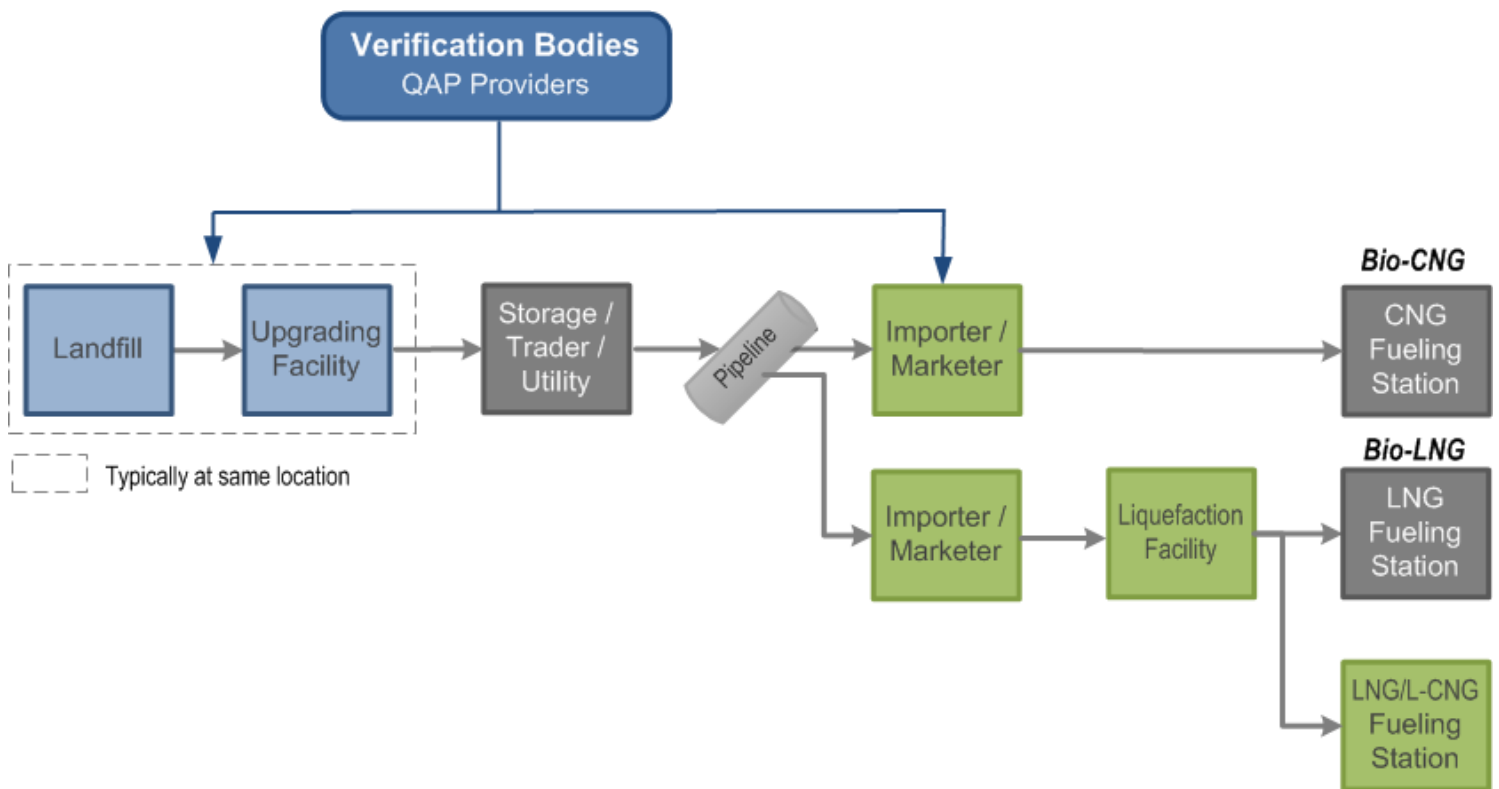 Verification Bodies
QAP Providers
Landfill
Upgrading
Facility
Storage /
Trader /
Utility
Pipeline
Importer /
Marketer
Bio-CNG
CNG
Fueling
Station
Typically at same location
Importer /
Marketer
Liquefaction
Facility
Bio-LNG
LNG
Fueling
Station
LNG/L-CNG
Fueling
Station